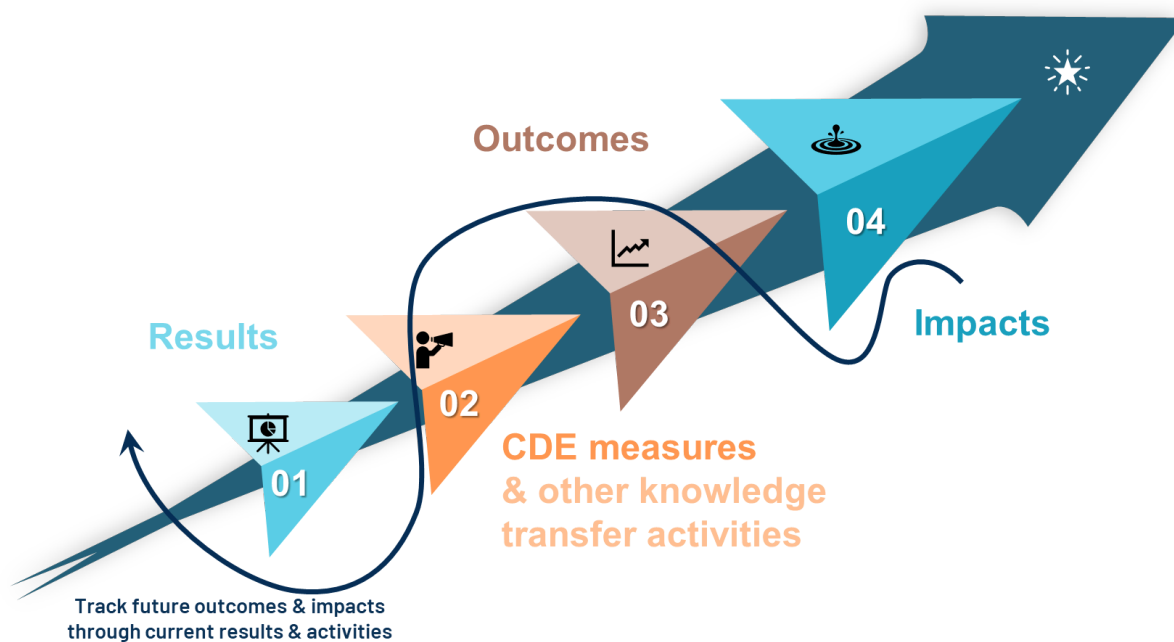 Outcomes
04
03
Results
Impacts
02
CDE measures
& other knowledge
transfer activities
01
Track future outcomes & impacts
through current results & activities